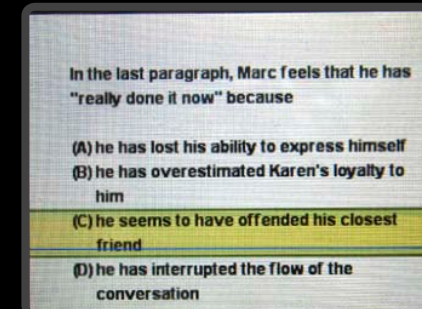 In the last paragraph, Marc feels that he has
"really done it now" because
(A) he has lost his ability to express himself
(B) he has overestimated Karen's loyalty to
him
(C) he seems to have offended his closest
friend
(D) he has interrupted the flow of the
conversation